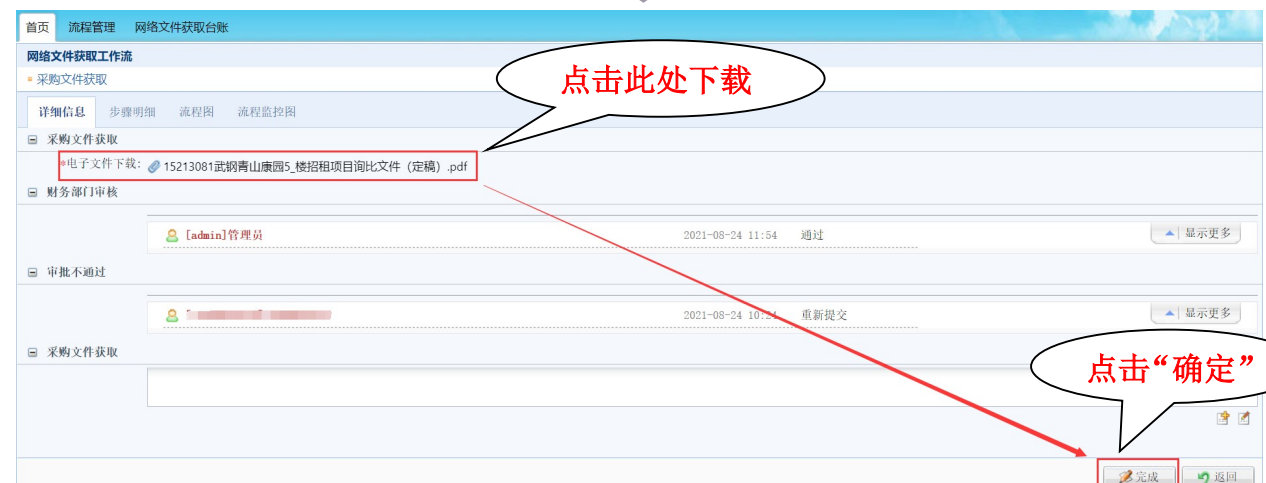 首页 流程管理 网络文件获取台账
网络文件获取工作流
采购文件获取
点击此处下载
详细信息 步骤明细 流程图 流程监控图
采购文件获取
*电子文件下载: 15213081武钢青山康园5_楼招租项目询比文件（定稿）.pdf
财务部门审核
[admin]管理员 2021-08-24 11:54 通过 显示更多
审批不通过
2021-08-24 10:24 重新提交 显示更多
采购文件获取
点击“确定”
完成 返回